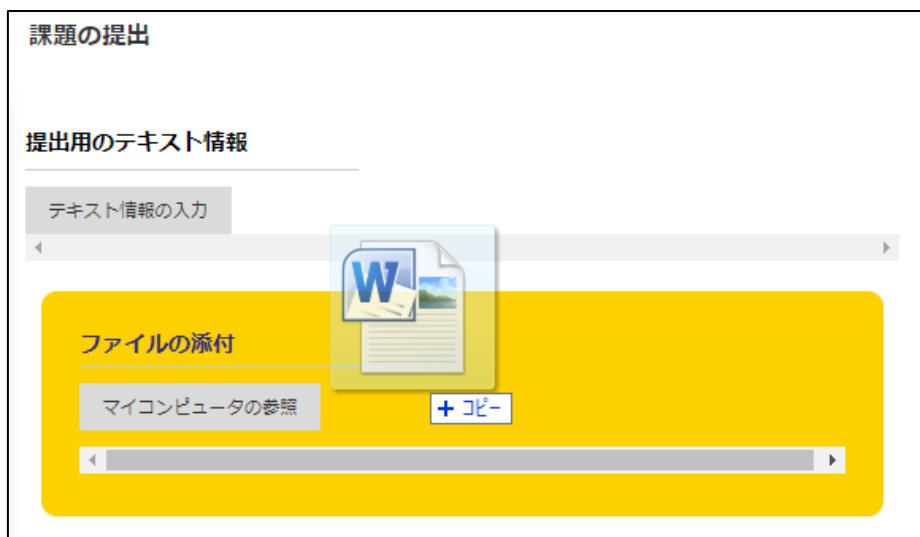 課題の提出
提出用のテキスト情報
テキスト情報の入力
W
ファイルの添付
マイコンピュータの参照
+ コピー